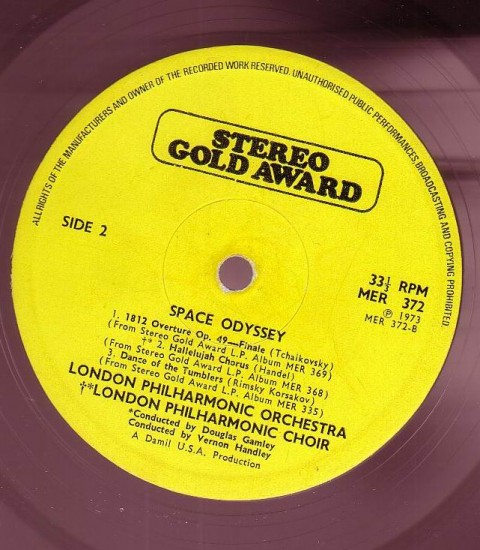 ALL RIGHTS OF THE MANUFACTURERS AND OWNER OF THE RECORDED WORK RESERVED. UNAUTHORISED PUBLIC PERFORMANCES, BROADCASTING AND COPYING PROHIBITED.
STEREO
GOLD AWARD
SIDE 2
33⅓ RPM
MER 372
℗ 1973
MER 372-B
SPACE ODYSSEY
1. 1812 Overture Op. 49—Finale (Tchaikovsky)
(From Stereo Gold Award L.P. Album MER 369)
†* 2. Hallelujah Chorus (Handel)
(From Stereo Gold Award L.P. Album MER 368)
3. Dance of the Tumblers (Rimsky Korsakov)
(From Stereo Gold Award L.P. Album MER 335)
LONDON PHILHARMONIC ORCHESTRA
†*LONDON PHILHARMONIC CHOIR
*Conducted by Douglas Gamley
Conducted by Vernon Handley
A Damil U.S.A. Production